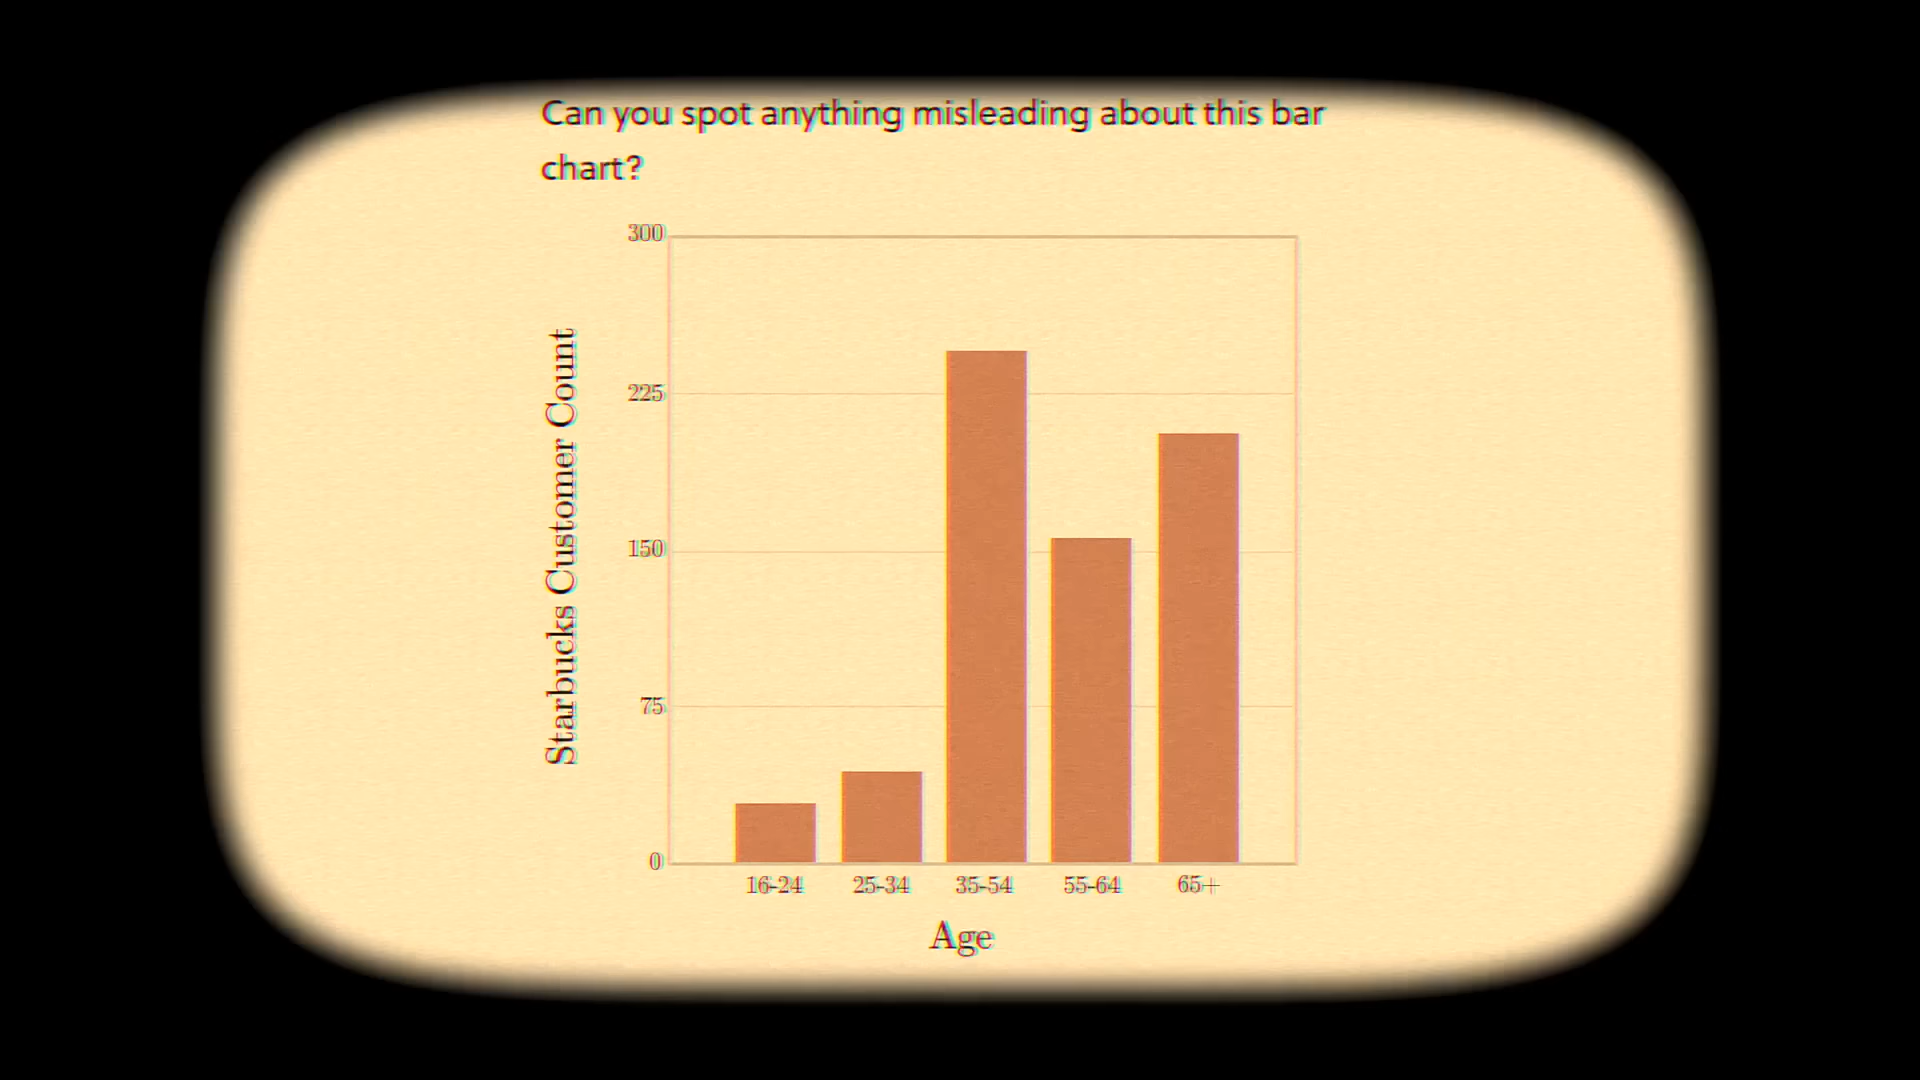 Can you spot anything misleading about this bar
chart?
300
225
150
75
0
Starbucks Customer Count
16-24 25-34 35-54 55-64 65+
Age